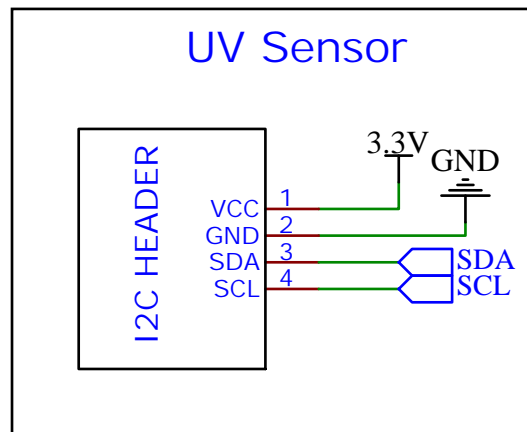 UV Sensor
3.3V
GND
I2C HEADER
VCC 1
GND 2
SDA 3 SDA
SCL 4 SCL